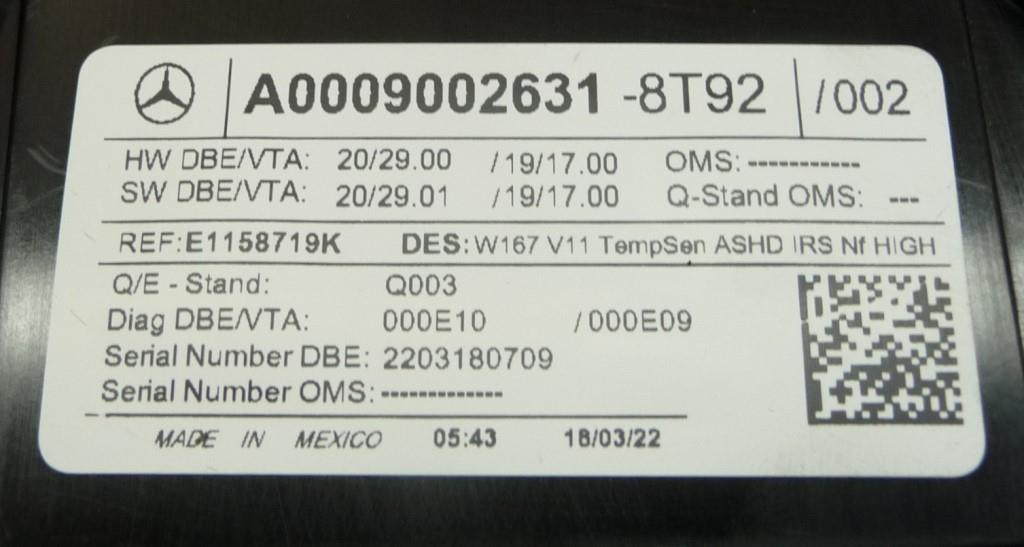 A0009002631 -8T92 /002
HW DBE/VTA: 20/29.00 /19/17.00 OMS: -----------
SW DBE/VTA: 20/29.01 /19/17.00 Q-Stand OMS: ---
REF:E1158719K DES: W167 V11 TempSen ASHD IRS Nf HIGH
Q/E - Stand: Q003
Diag DBE/VTA: 000E10 /000E09
Serial Number DBE: 2203180709
Serial Number OMS: -------------
MADE IN MEXICO 05:43 18/03/22